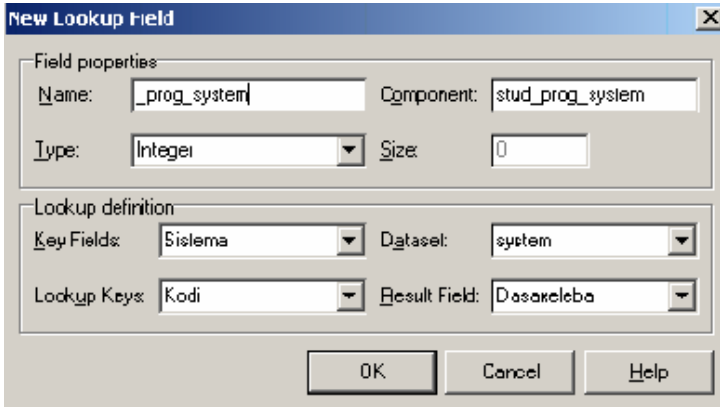 New Lookup Field
Field properties
Name: _prog_system Component: stud_prog_system
Type: Integer Size: 0
Lookup definition
Key Fields: Sistema Dataset: system
Lookup Keys: Kodi Result Field: Dasaxeleba
OK Cancel Help